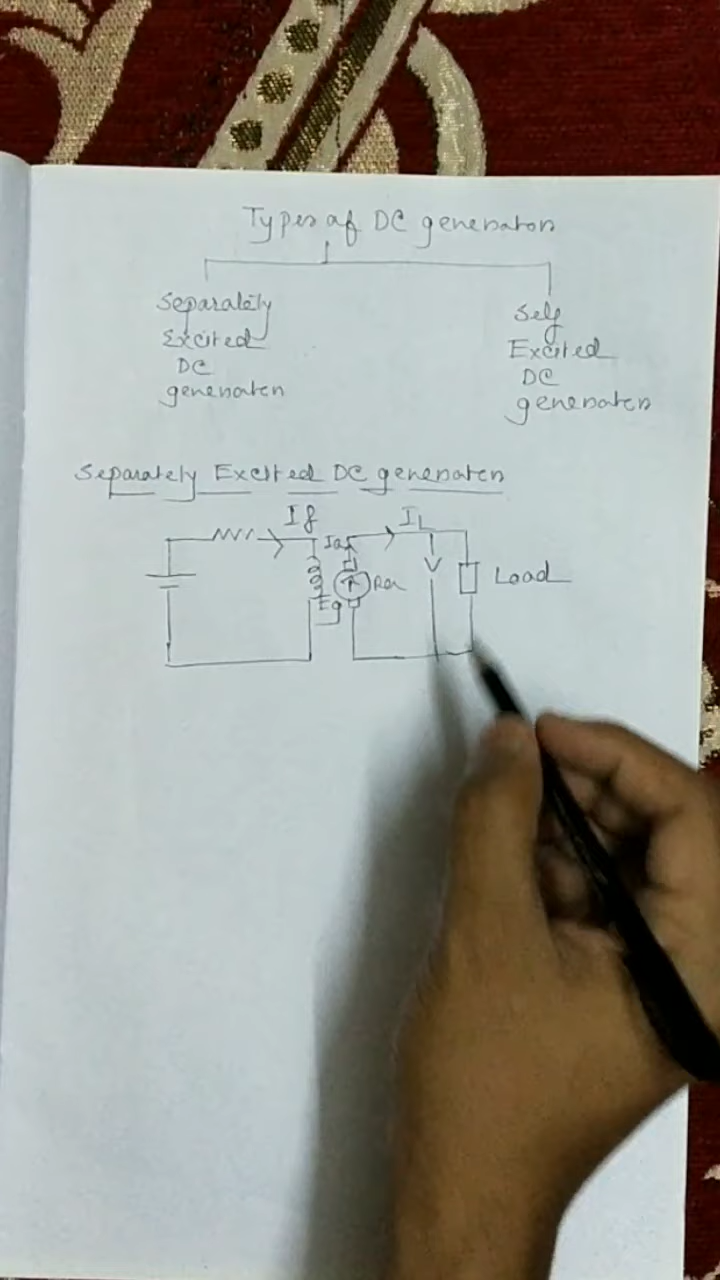 Types of DC generators
Separately
Excited
DC
generator
Self
Excited
DC
generator
Separately Excited DC generator
If
Ia
IL
Eg
Ra
V
Load